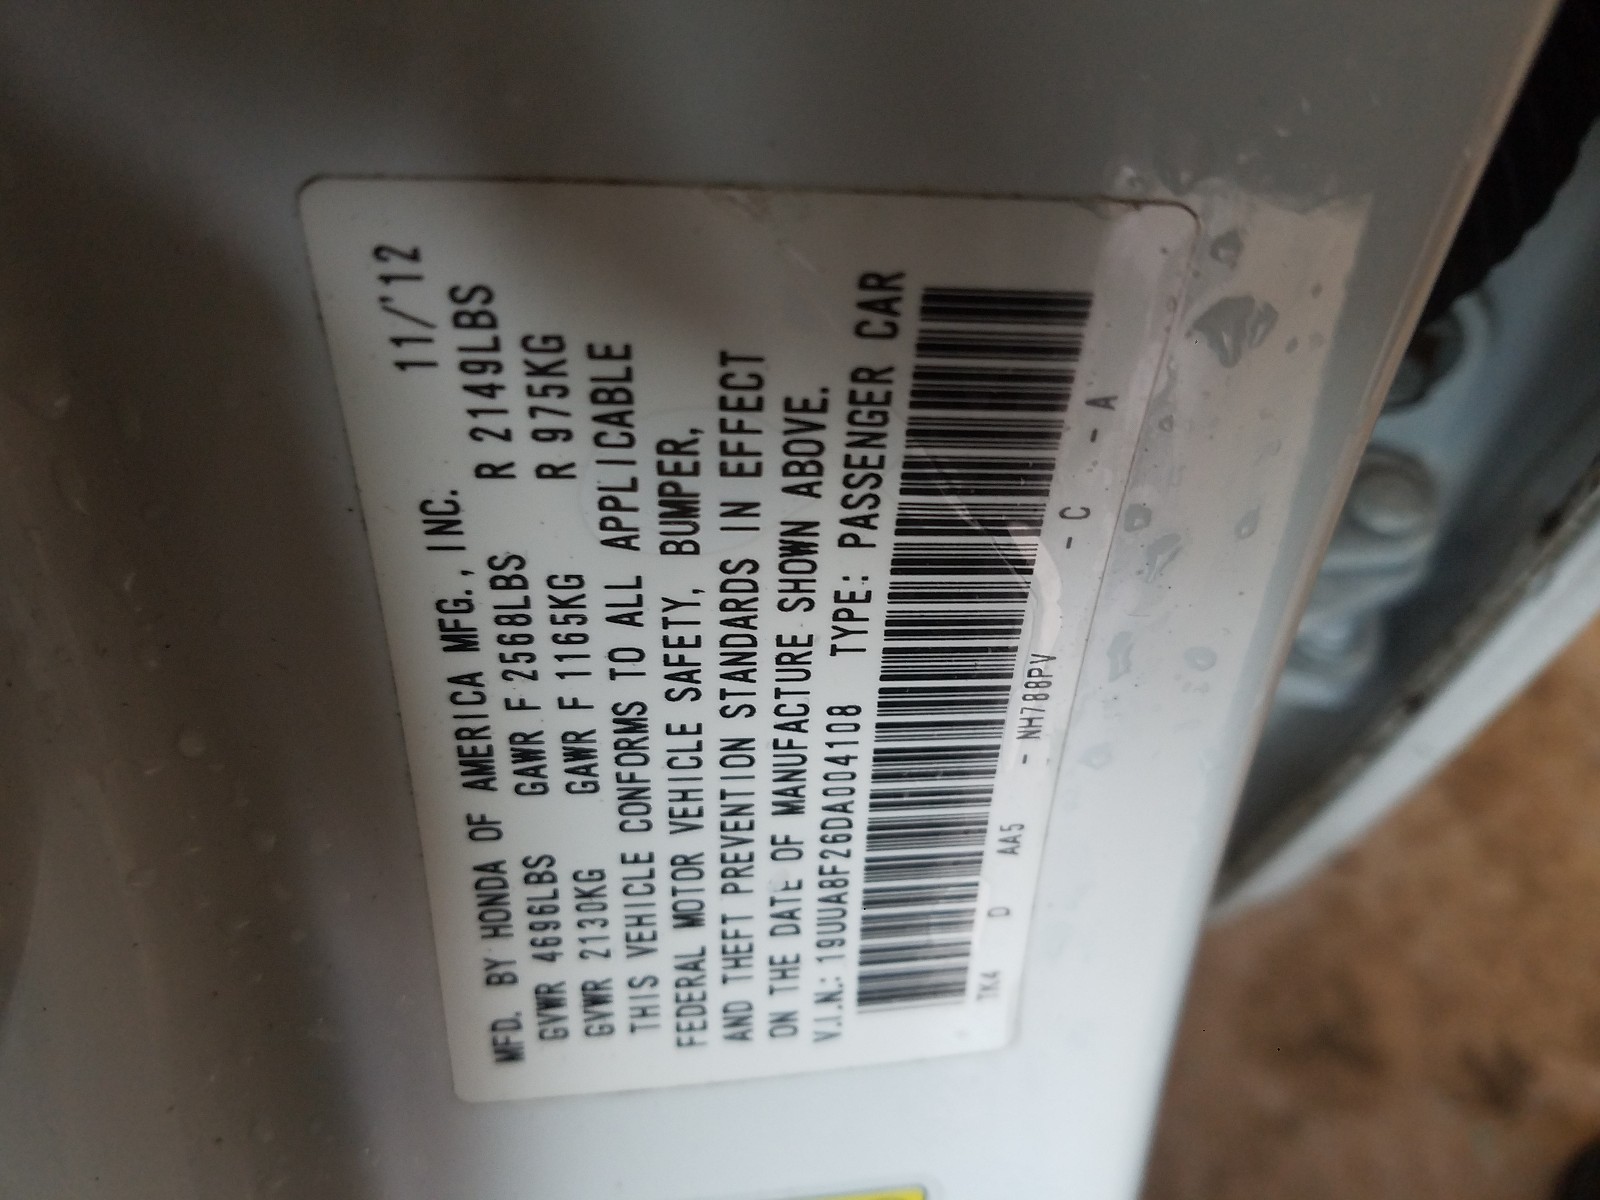 MFD. BY HONDA OF AMERICA MFG., INC. 11/'12
GVWR 4696LBS GAWR F 2568LBS R 2149LBS
GVWR 2130KG GAWR F 1165KG R 975KG
THIS VEHICLE CONFORMS TO ALL APPLICABLE
FEDERAL MOTOR VEHICLE SAFETY, BUMPER,
AND THEFT PREVENTION STANDARDS IN EFFECT
ON THE DATE OF MANUFACTURE SHOWN ABOVE.
V.I.N.: 19UUA8F26DA004108 TYPE: PASSENGER CAR
TK4 D AA5 - NH788PV - C - A